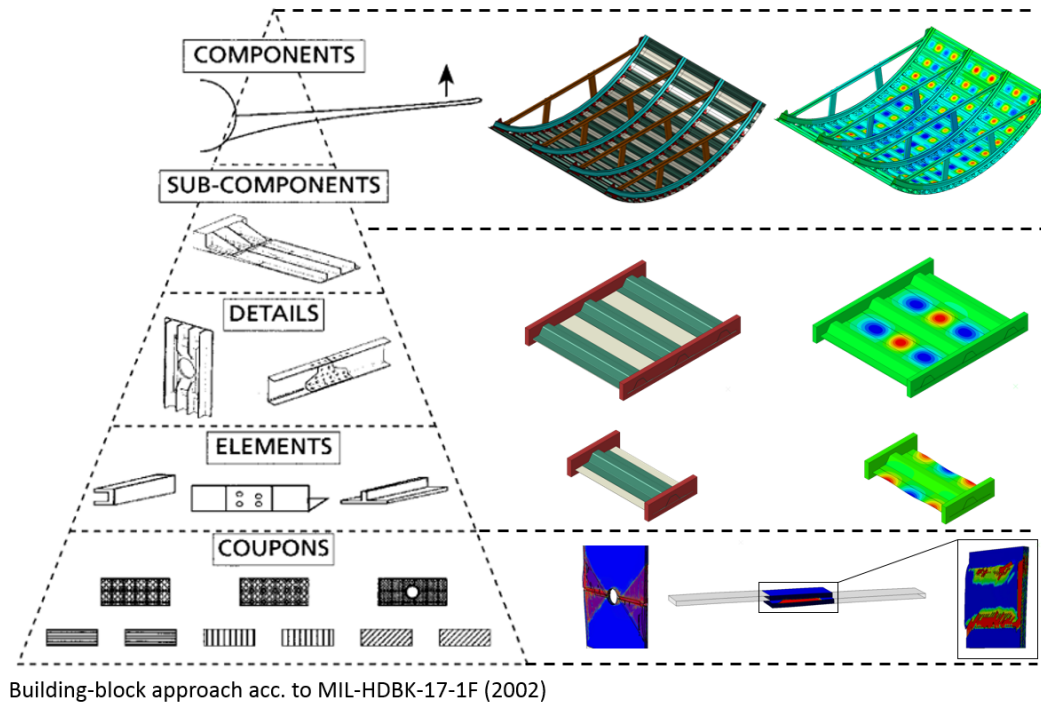 COMPONENTS
SUB-COMPONENTS
DETAILS
ELEMENTS
COUPONS
Building-block approach acc. to MIL-HDBK-17-1F (2002)